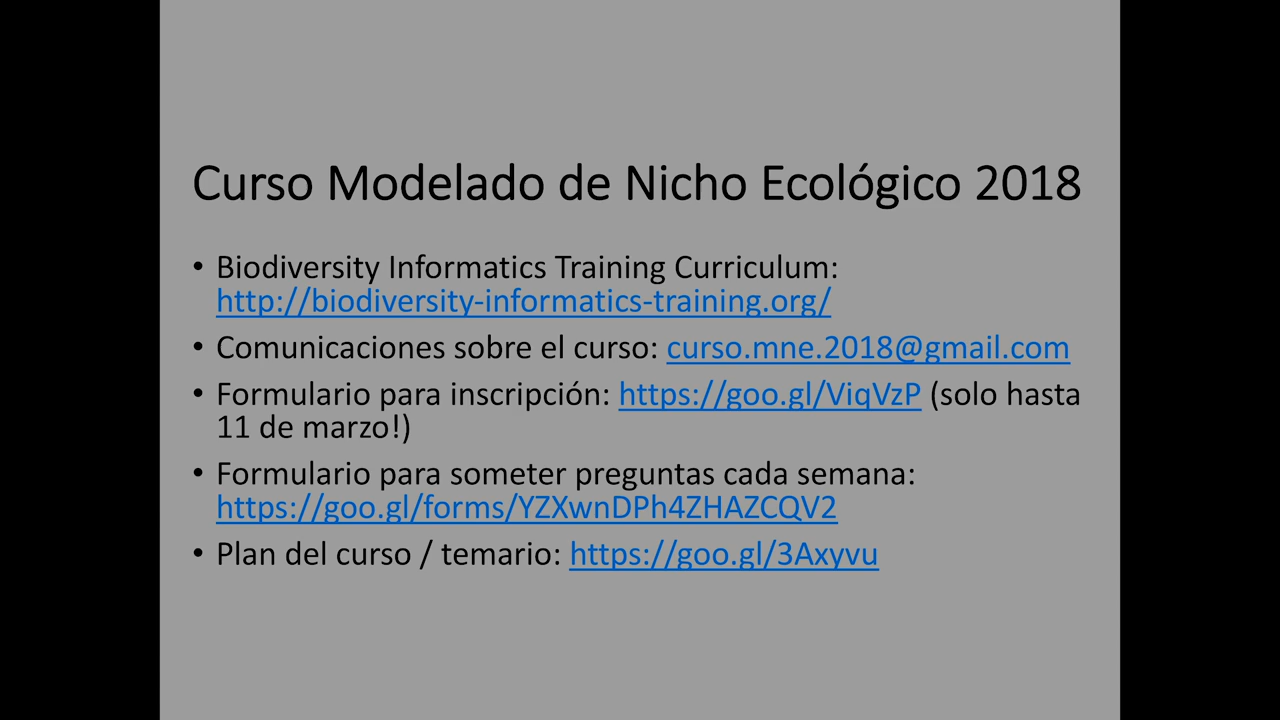 Curso Modelado de Nicho Ecológico 2018
• Biodiversity Informatics Training Curriculum:
http://biodiversity-informatics-training.org/
• Comunicaciones sobre el curso: curso.mne.2018@gmail.com
• Formulario para inscripción: https://goo.gl/ViqVzP (solo hasta
11 de marzo!)
• Formulario para someter preguntas cada semana:
https://goo.gl/forms/YZXwnDPh4ZHAZCQV2
• Plan del curso / temario: https://goo.gl/3Axyvu